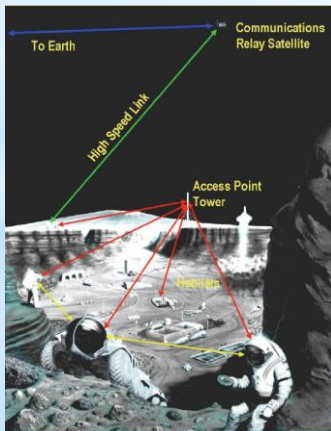 Communications
Relay Satellite
To Earth
High Speed Link
Access Point
Tower
Habitats